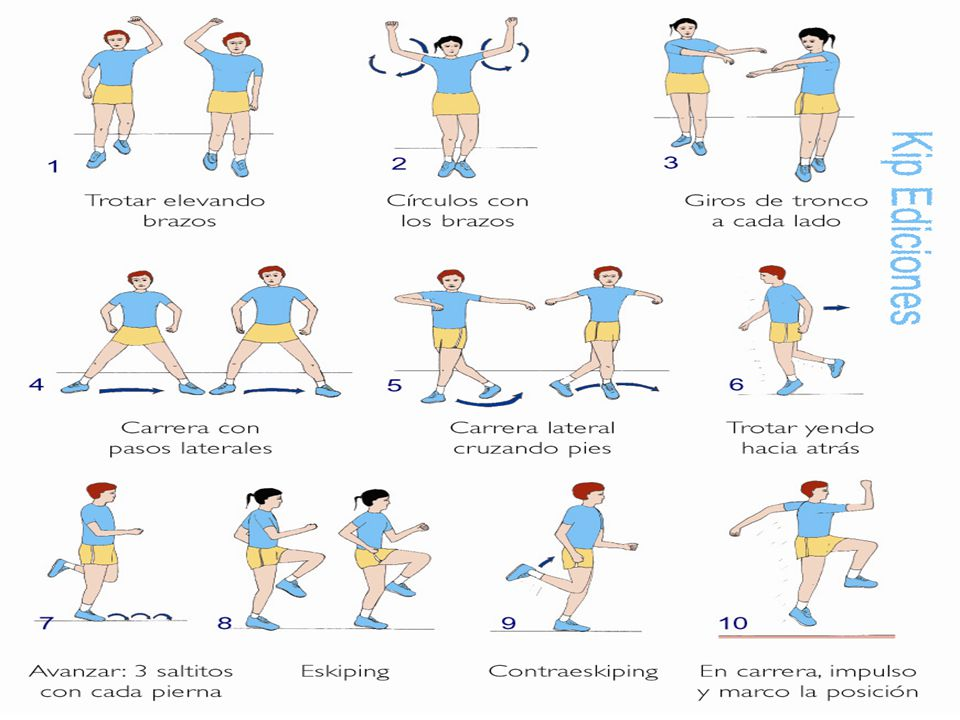 1
Trotar elevando
brazos
2
Círculos con
los brazos
3
Giros de tronco
a cada lado
Kip Ediciones
4
Carrera con
pasos laterales
5
Carrera lateral
cruzando pies
6
Trotar yendo
hacia atrás
7
Avanzar: 3 saltitos
con cada pierna
8
Eskiping
9
Contraeskiping
10
En carrera, impulso
y marco la posición